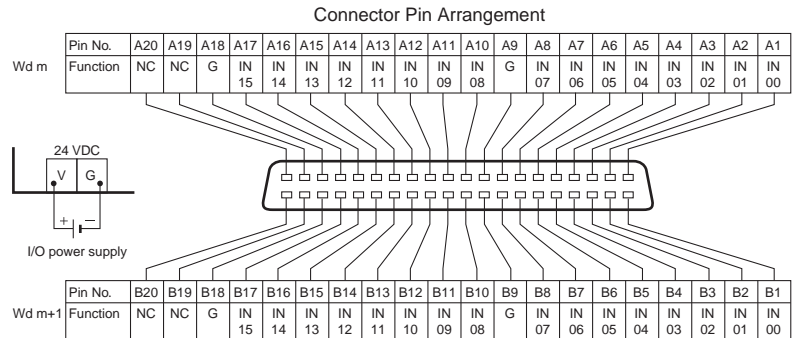 Connector Pin Arrangement
Pin No. A20 A19 A18 A17 A16 A15 A14 A13 A12 A11 A10 A9 A8 A7 A6 A5 A4 A3 A2 A1
Wd m Function NC NC G IN 15 IN 14 IN 13 IN 12 IN 11 IN 10 IN 09 IN 08 G IN 07 IN 06 IN 05 IN 04 IN 03 IN 02 IN 01 IN 00
24 VDC
V G
+ −
I/O power supply
Pin No. B20 B19 B18 B17 B16 B15 B14 B13 B12 B11 B10 B9 B8 B7 B6 B5 B4 B3 B2 B1
Wd m+1 Function NC NC G IN 15 IN 14 IN 13 IN 12 IN 11 IN 10 IN 09 IN 08 G IN 07 IN 06 IN 05 IN 04 IN 03 IN 02 IN 01 IN 00